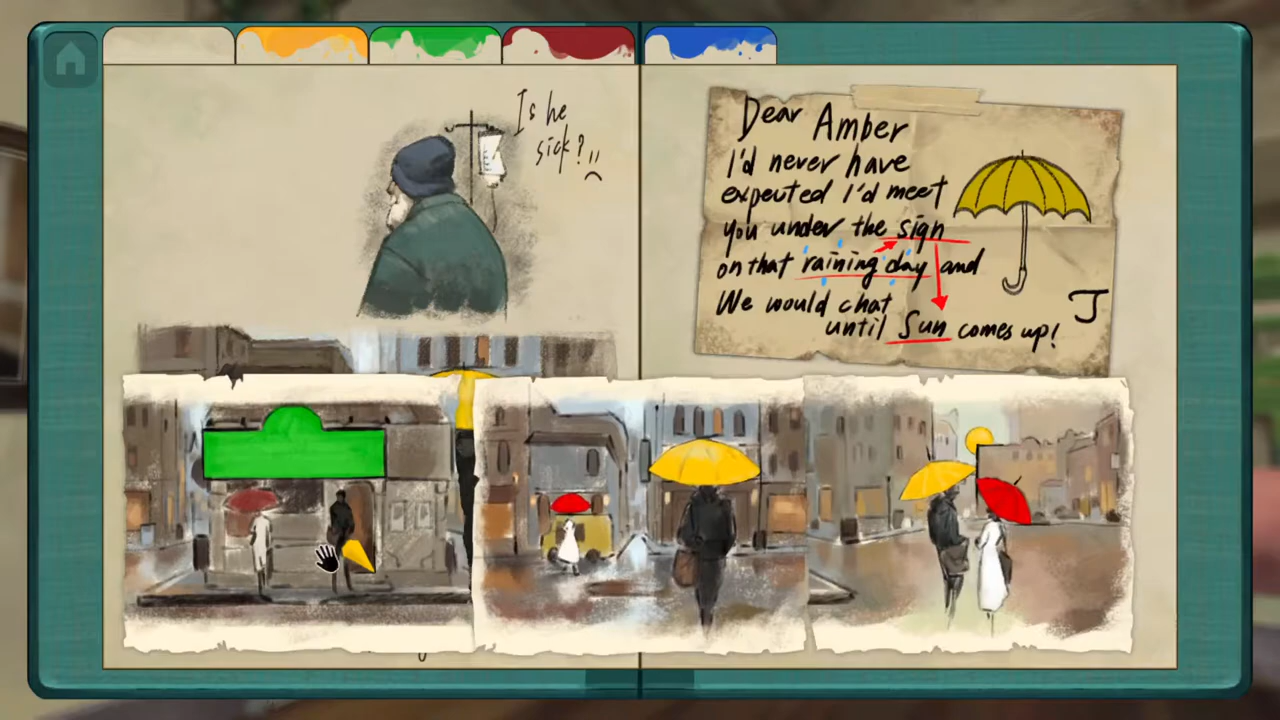 Is he
sick?
Dear Amber
I'd never have
expected I'd meet
you under the sign
on that raining day and
We would chat
until Sun comes up!
J